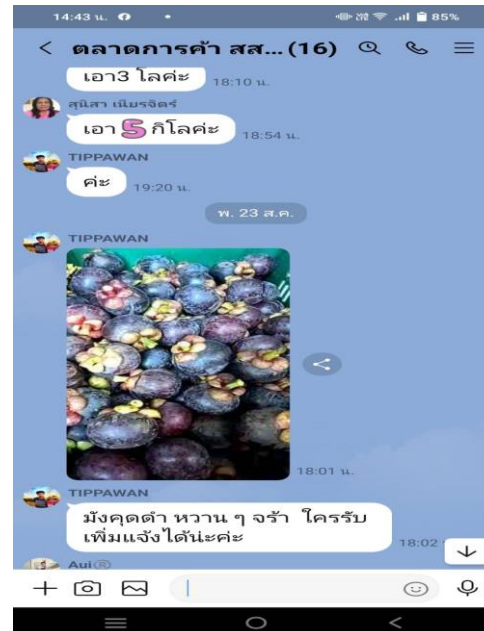 14:43 น.
85%
ตลาดการค้า สส... (16)
เอา3 โลค่ะ
18:10 น.
สุนิสา เนียรจิตร์
เอา 5 กิโลค่ะ
18:54 น.
TIPPAWAN
ค่ะ
19:20 น.
พ. 23 ส.ค.
TIPPAWAN
18:01 น.
TIPPAWAN
มังคุดดำ หวาน ๆ จร้า ใครรับ
เพิ่มแจ้งได้น่ะค่ะ
18:02
Aui®